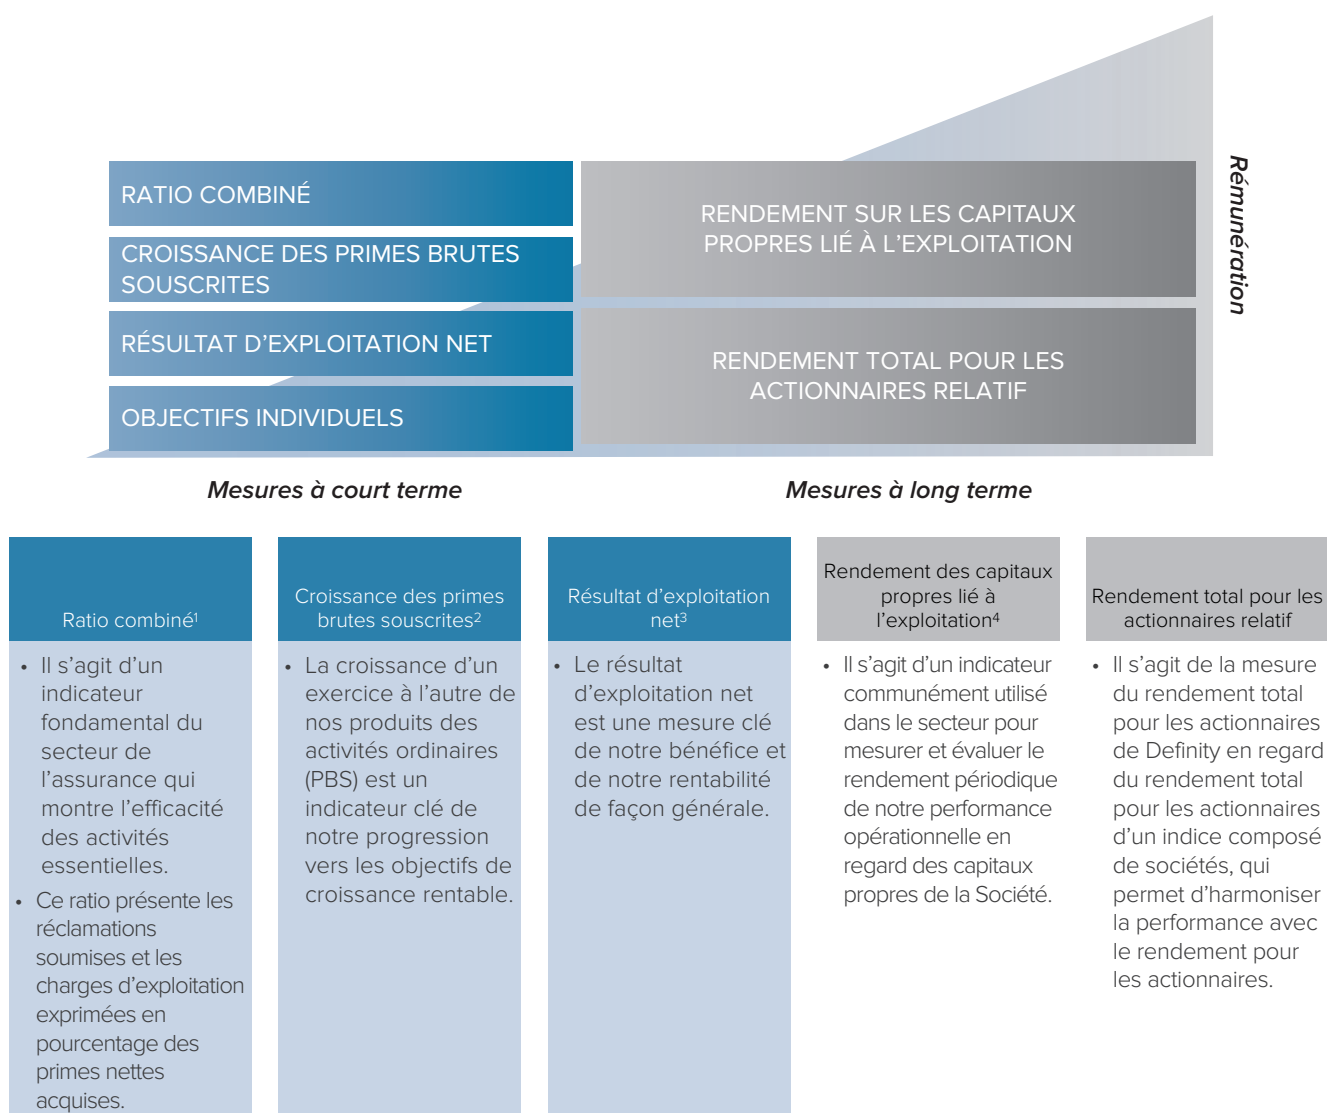 RATIO COMBINÉ
CROISSANCE DES PRIMES BRUTES
SOUSCRITES
RÉSULTAT D’EXPLOITATION NET
OBJECTIFS INDIVIDUELS
RENDEMENT SUR LES CAPITAUX
PROPRES LIÉ À L’EXPLOITATION
RENDEMENT TOTAL POUR LES
ACTIONNAIRES RELATIF
Rémunération
Mesures à court terme
Mesures à long terme
Ratio combiné¹
• Il s’agit d’un
indicateur
fondamental du
secteur de
l’assurance qui
montre l’efficacité
des activités
essentielles.
• Ce ratio présente les
réclamations
soumises et les
charges d’exploitation
exprimées en
pourcentage des
primes nettes
acquises.
Croissance des primes
brutes souscrites²
• La croissance d’un
exercice à l’autre de
nos produits des
activités ordinaires
(PBS) est un
indicateur clé de
notre progression
vers les objectifs de
croissance rentable.
Résultat d’exploitation
net³
• Le résultat
d’exploitation net
est une mesure clé
de notre bénéfice et
de notre rentabilité
de façon générale.
Rendement des capitaux
propres lié à
l’exploitation⁴
• Il s’agit d’un indicateur
communément utilisé
dans le secteur pour
mesurer et évaluer le
rendement périodique
de notre performance
opérationnelle en
regard des capitaux
propres de la Société.
Rendement total pour les
actionnaires relatif
• Il s’agit de la mesure
du rendement total
pour les actionnaires
de Definity en regard
du rendement total
pour les actionnaires
d’un indice composé
de sociétés, qui
permet d’harmoniser
la performance avec
le rendement pour
les actionnaires.